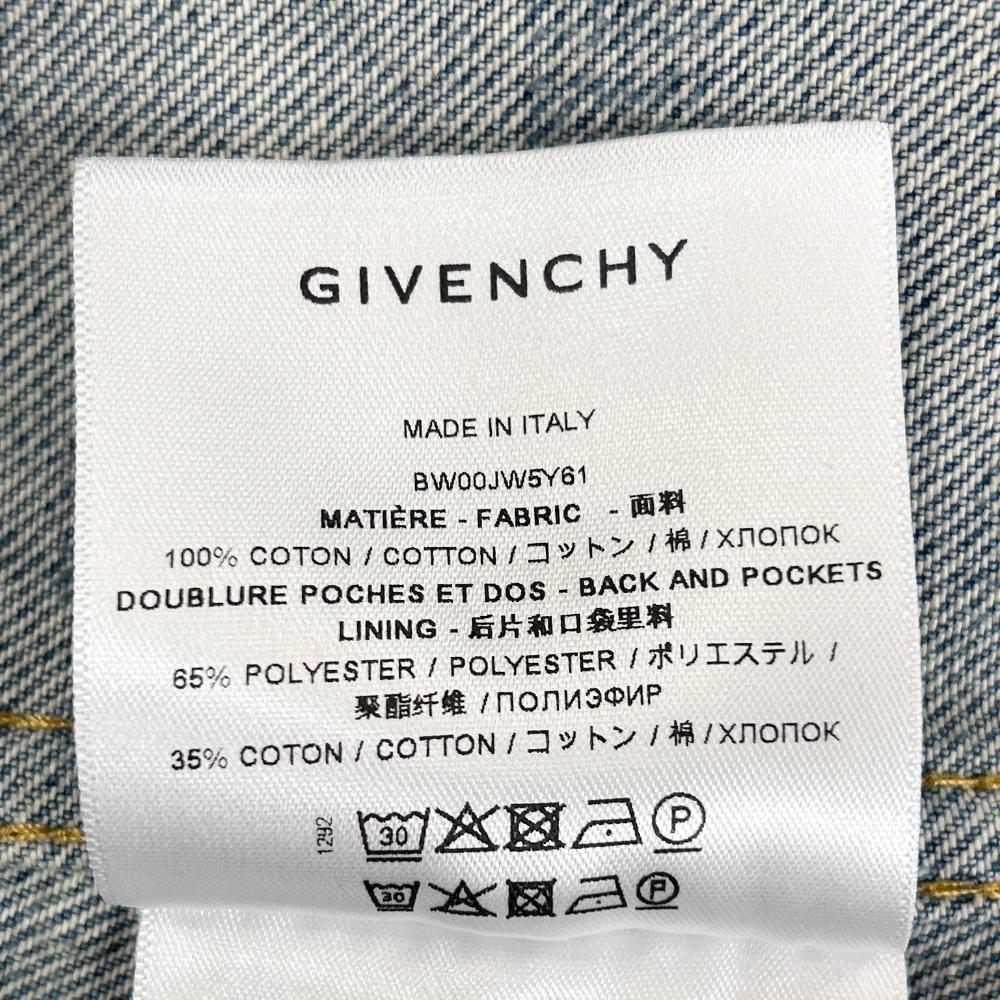 GIVENCHY
MADE IN ITALY
BW00JW5Y61
MATIÈRE - FABRIC - 面料
100% COTON / COTTON / コットン / 棉 / ХЛОПОК
DOUBLURE POCHES ET DOS - BACK AND POCKETS
LINING - 后片和口袋里料
65% POLYESTER / POLYESTER / ポリエステル /
聚酯纤维 / ПОЛИЭФИР
35% COTON / COTTON / コットン / 棉 / ХЛОПОК
1292
30 P
30 P